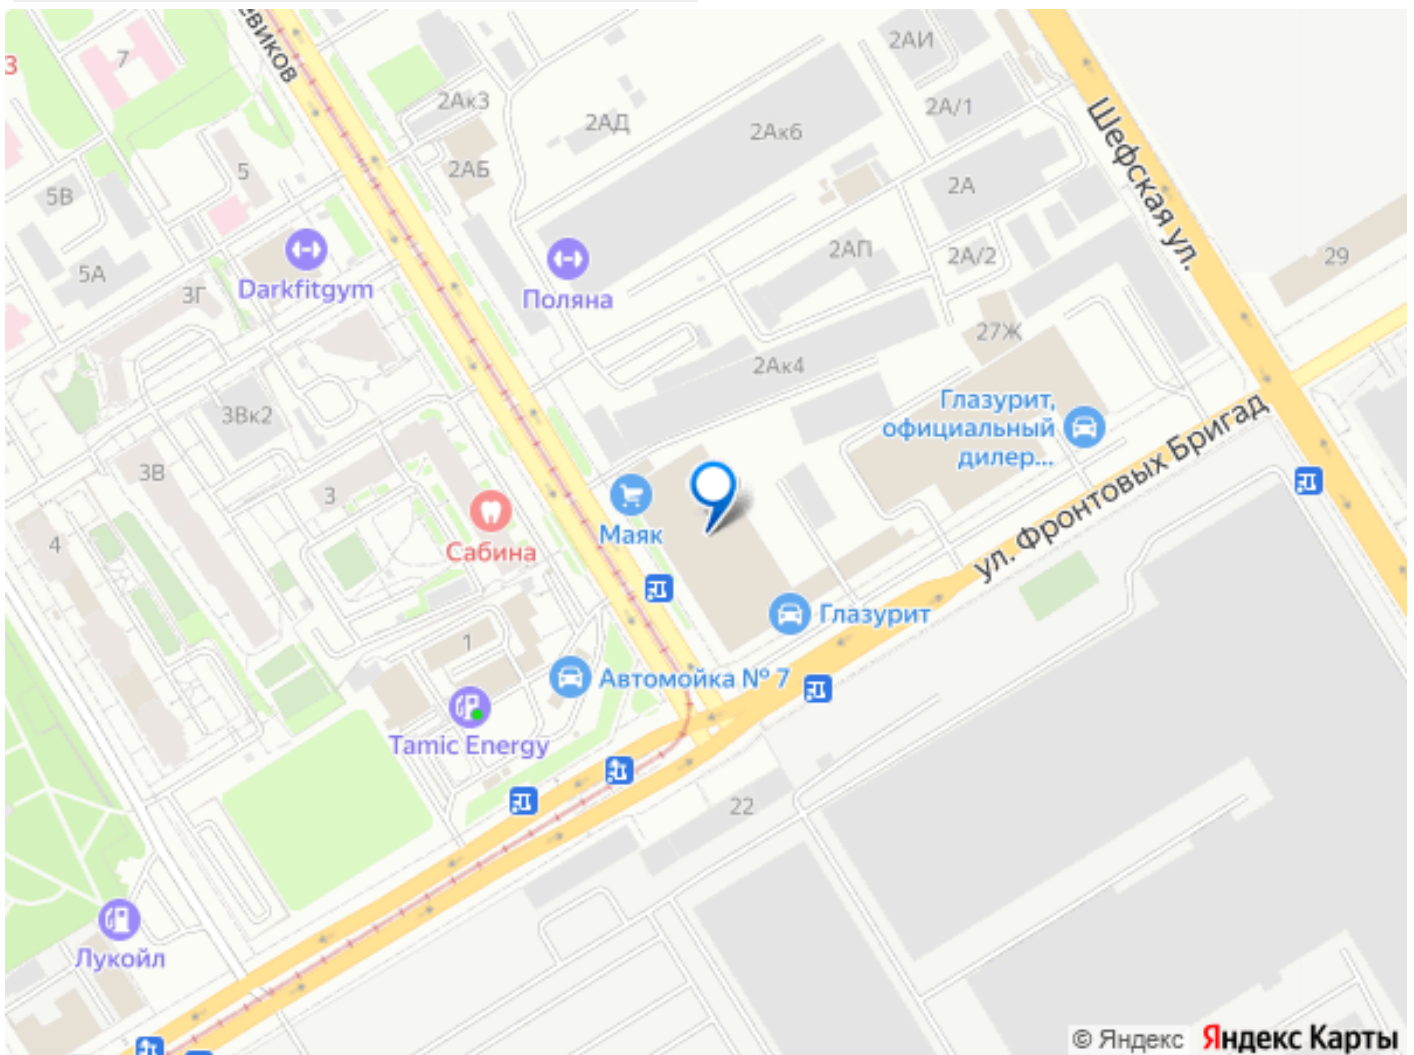 евиков
7
3
2АИ
2Ак3
2АД
2Ак6
2А/1
Шефская ул.
2АБ
5
5В
2А
5А
3Г
Darkfitgym
Поляна
2АП
2А/2
29
27Ж
2Ак4
3Вк2
Глазурит,
официальный
дилер...
ул. Фронтовых Бригад
3В
3
4
Сабина
Маяк
1
Глазурит
Автомойка № 7
Tamic Energy
22
Лукойл
© Яндекс
Яндекс Карты